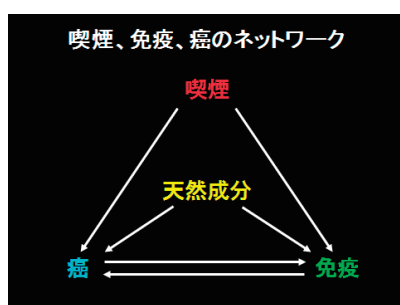 喫煙、免疫、癌のネットワーク
喫煙
天然成分
癌
免疫